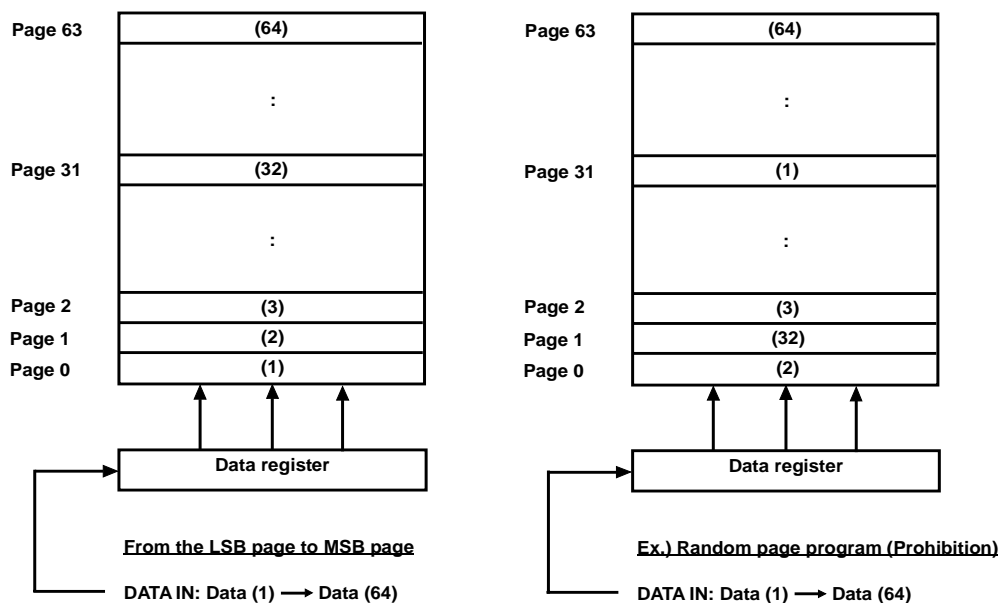 Page 63 (64)
:
Page 31 (32)
:
Page 2 (3)
Page 1 (2)
Page 0 (1)
Data register
From the LSB page to MSB page
DATA IN: Data (1) → Data (64)
Page 63 (64)
:
Page 31 (1)
:
Page 2 (3)
Page 1 (32)
Page 0 (2)
Data register
Ex.) Random page program (Prohibition)
DATA IN: Data (1) → Data (64)